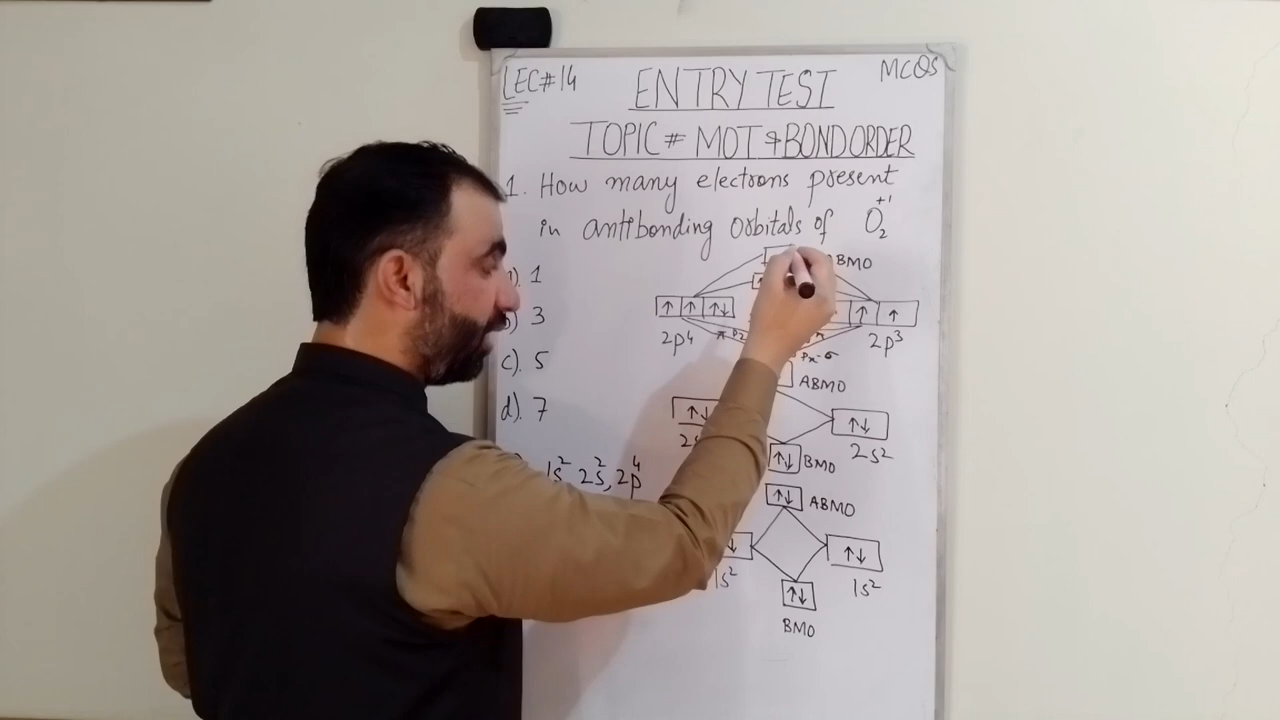 LEC#14
ENTRY TEST
MCQS
TOPIC # MOT & BOND ORDER
1. How many electrons present
in antibonding orbitals of O₂⁺¹
1
3
c). 5
d). 7
ABMO
↑ ↑ ↑↓
↑ ↑
2p⁴
2p³
Px-σ
ABMO
↑↓
↑↓
2s²
↑↓ BMO
1s² 2s², 2p⁴
↑↓ ABMO
↑↓
1s²
1s²
↑↓
BMO